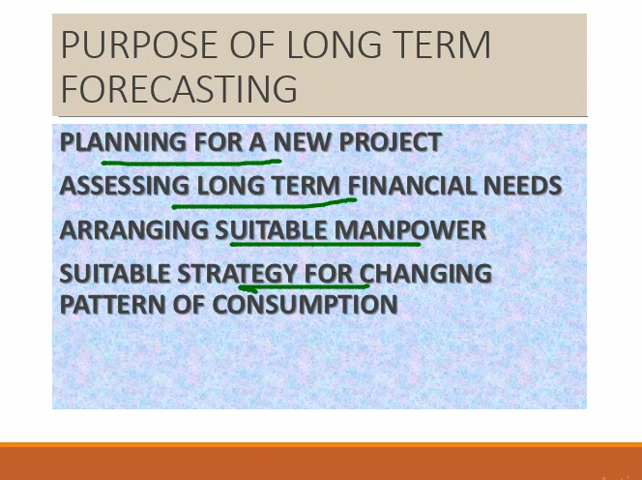 PURPOSE OF LONG TERM
FORECASTING
PLANNING FOR A NEW PROJECT
ASSESSING LONG TERM FINANCIAL NEEDS
ARRANGING SUITABLE MANPOWER
SUITABLE STRATEGY FOR CHANGING
PATTERN OF CONSUMPTION